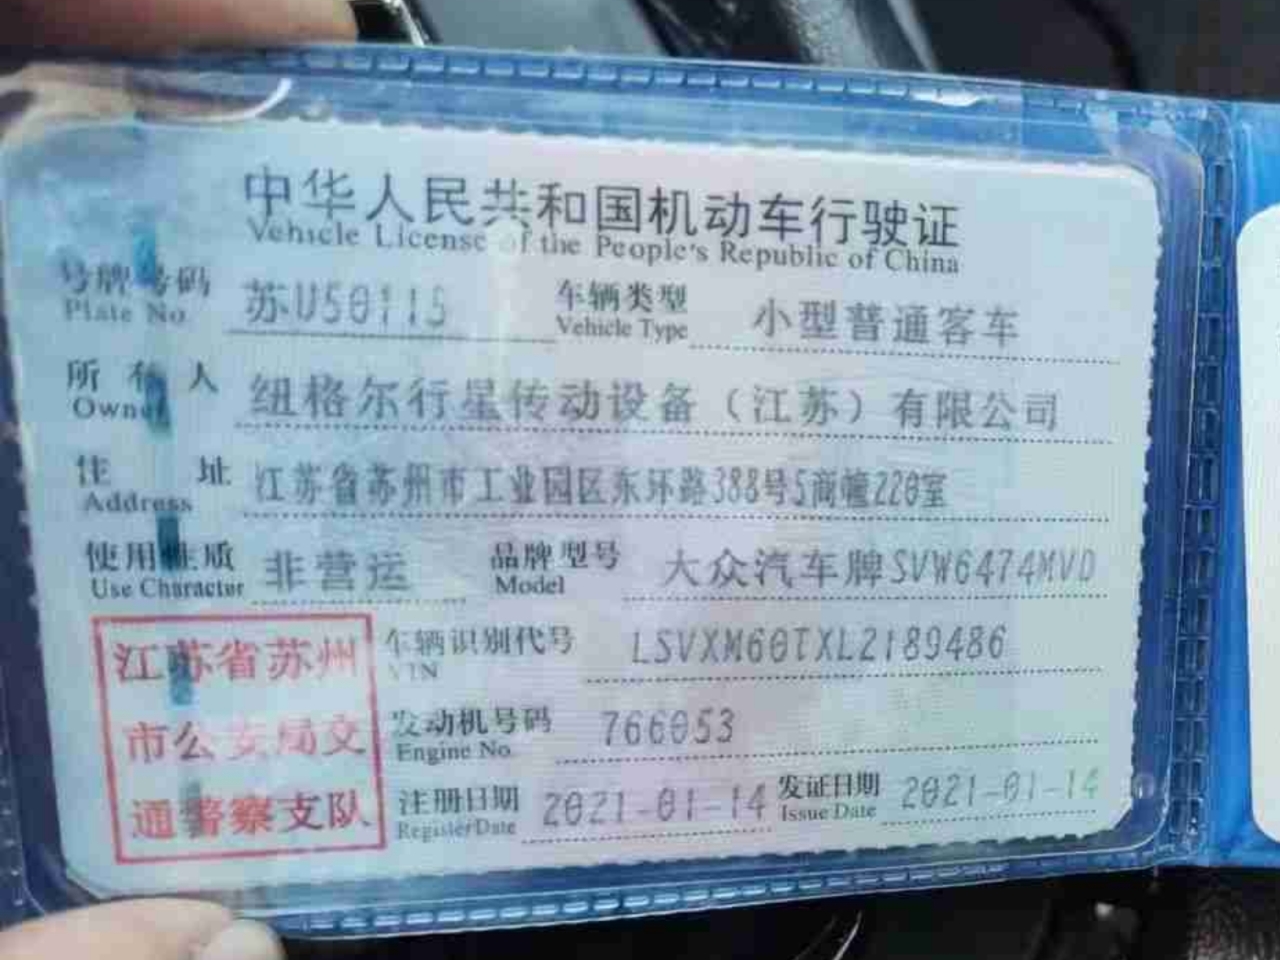 中华人民共和国机动车行驶证
Vehicle License of the People's Republic of China
号牌号码 苏U50115 车辆类型 小型普通客车
Plate No. Vehicle Type
所有人 纽格尔行星传动设备（江苏）有限公司
Owner
住址 江苏省苏州市工业园区东环路388号5商幢220室
Address
使用性质 非营运 品牌型号 大众汽车牌SVW6474MVD
Use Character Model
车辆识别代号 LSVXM60TXL2189486
VIN
发动机号码 766053
Engine No.
注册日期 2021-01-14 发证日期 2021-01-14
Register Date Issue Date
江苏省苏州
市公安局交
通警察支队